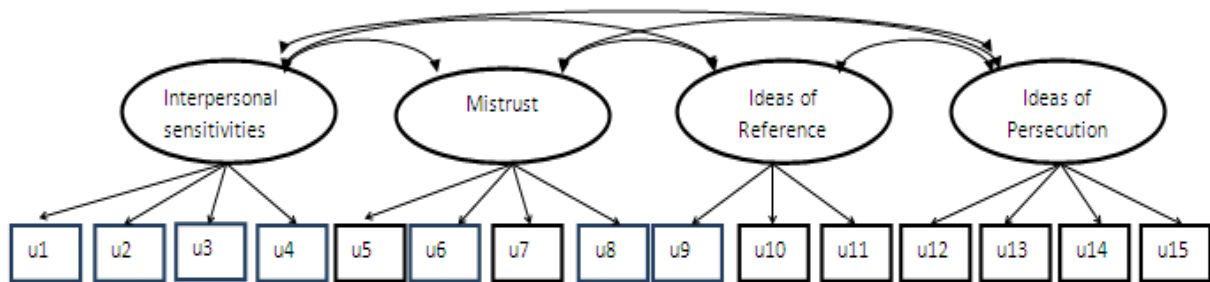 Interpersonal
sensitivities
Mistrust
Ideas of
Reference
Ideas of
Persecution
u1
u2
u3
u4
u5
u6
u7
u8
u9
u10
u11
u12
u13
u14
u15